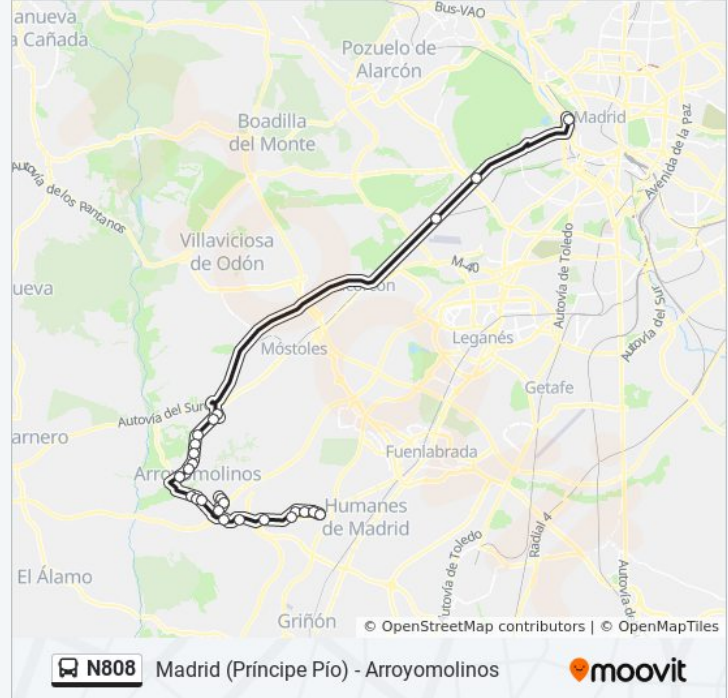 anueva
a Cañada
Bus-VAO
Pozuelo de
Alarcón
Madrid
Boadilla
del Monte
Avenida de la Paz
Autovía de los Pantanos
Villaviciosa
de Odón
M-40
Autovía de Toledo
ueva
Autovía del Sur
Móstoles
Leganés
Getafe
Autovía del Suroeste
arnero
Arroyomolinos
Fuenlabrada
Humanes
de Madrid
Radial 4
El Álamo
Autovía de Toledo
Griñón
© OpenStreetMap contributors | © OpenMapTiles
N808
Madrid (Príncipe Pío) - Arroyomolinos
moovit